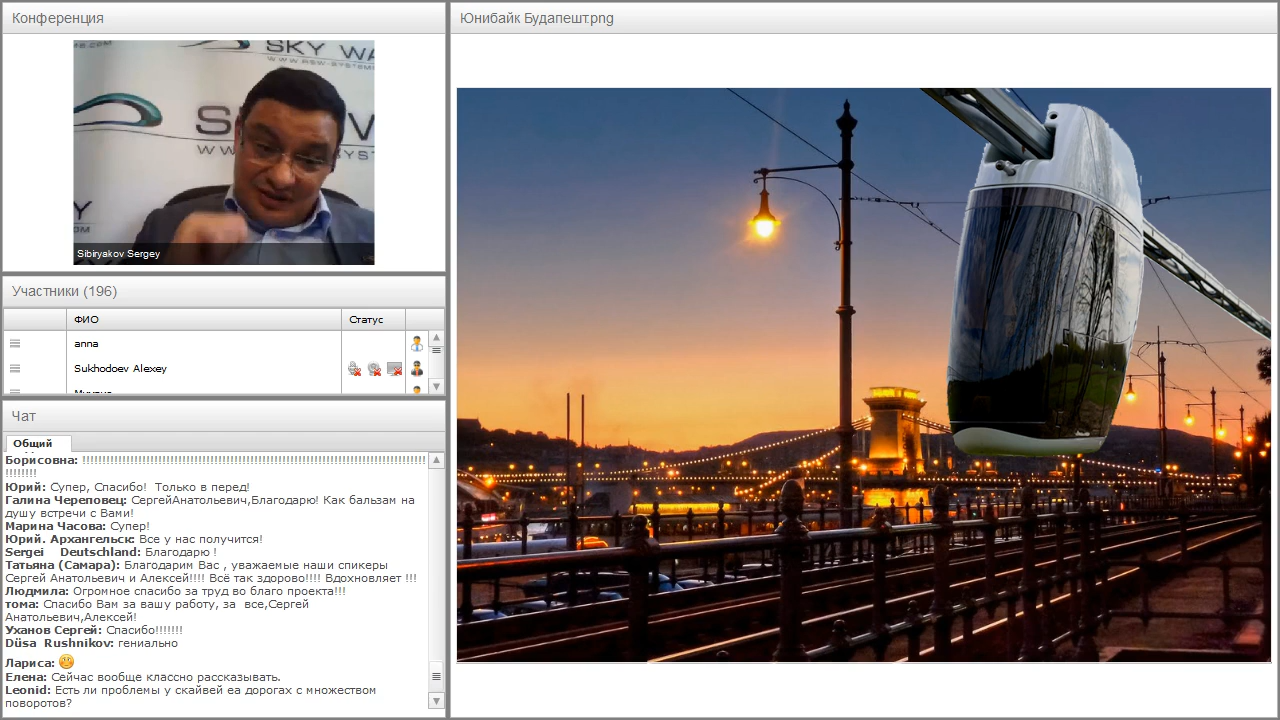 Конференция
SKY WA
WWW.RSW-SYSTEMS
SKY W
Sibiryakov Sergey
Участники (196)
ФИО Статус
anna
Sukhodoev Alexey
Чат
Общий
Борисовна: !!!!!!!!!!!!!!!!!!!!!!!!!!!!!!!!!!!!!!!!!!!!!!!!!!!!!!!!!!!!!!!!!!!!!!!!!!!!!!!!!!!!!!
!!!!!!!!
Юрий: Супер, Спасибо! Только в перед!
Галина Череповец: СергейАнатольевич,Благодарю! Как бальзам на
душу встречи с Вами!
Марина Часова: Супер!
Юрий. Архангельск: Все у нас получится!
Sergei Deutschland: Благодарю !
Татьяна (Самара): Благодарим Вас , уважаемые наши спикеры
Сергей Анатольевич и Алексей!!!! Всё так здорово!!!! Вдохновляет !!!
Людмила: Огромное спасибо за труд во благо проекта!!!
тома: Спасибо Вам за вашу работу, за все,Сергей
Анатольевич,Алексей!
Уханов Сергей: Спасибо!!!!!!!
Düsa Rushnikov: гениально
Лариса:
Елена: Сейчас вообще классно рассказывать.
Leonid: Есть ли проблемы у скайвей еа дорогах с множеством
поворотов?
Юнибайк Будапешт.png